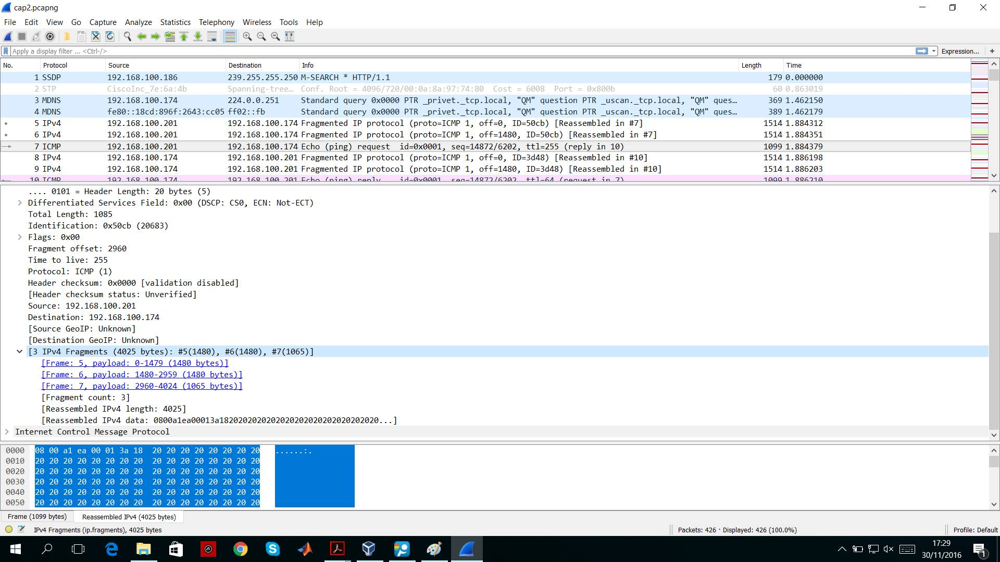 cap2.pcapng
File Edit View Go Capture Analyze Statistics Telephony Wireless Tools Help
Apply a display filter ... <Ctrl-/> Expression... +
No. Protocol Source Destination Info Length Time
1 SSDP 192.168.100.186 239.255.255.250 M-SEARCH * HTTP/1.1 179 0.000000
2 STP CiscoInc_7e:6a:4b Spanning-tree… Conf. Root = 4096/720/00:0a:8a:97:74:80 Cost = 6008 Port = 0x800b 60 0.863019
3 MDNS 192.168.100.174 224.0.0.251 Standard query 0x0000 PTR _privet._tcp.local, "QM" question PTR _uscan._tcp.local, "QM" ques… 369 1.462150
4 MDNS fe80::18cd:896f:2643:cc05 ff02::fb Standard query 0x0000 PTR _privet._tcp.local, "QM" question PTR _uscan._tcp.local, "QM" ques… 389 1.462179
5 IPv4 192.168.100.201 192.168.100.174 Fragmented IP protocol (proto=ICMP 1, off=0, ID=50cb) [Reassembled in #7] 1514 1.884312
6 IPv4 192.168.100.201 192.168.100.174 Fragmented IP protocol (proto=ICMP 1, off=1480, ID=50cb) [Reassembled in #7] 1514 1.884351
7 ICMP 192.168.100.201 192.168.100.174 Echo (ping) request id=0x0001, seq=14872/6202, ttl=255 (reply in 10) 1099 1.884379
8 IPv4 192.168.100.174 192.168.100.201 Fragmented IP protocol (proto=ICMP 1, off=0, ID=3d48) [Reassembled in #10] 1514 1.886198
9 IPv4 192.168.100.174 192.168.100.201 Fragmented IP protocol (proto=ICMP 1, off=1480, ID=3d48) [Reassembled in #10] 1514 1.886203
10 ICMP 192.168.100.174 192.168.100.201 Echo (ping) reply id=0x0001, seq=14872/6202, ttl=64 (request in 7) 1099 1.886210
.... 0101 = Header Length: 20 bytes (5)
Differentiated Services Field: 0x00 (DSCP: CS0, ECN: Not-ECT)
Total Length: 1085
Identification: 0x50cb (20683)
Flags: 0x00
Fragment offset: 2960
Time to live: 255
Protocol: ICMP (1)
Header checksum: 0x0000 [validation disabled]
[Header checksum status: Unverified]
Source: 192.168.100.201
Destination: 192.168.100.174
[Source GeoIP: Unknown]
[Destination GeoIP: Unknown]
[3 IPv4 Fragments (4025 bytes): #5(1480), #6(1480), #7(1065)]
[Frame: 5, payload: 0-1479 (1480 bytes)]
[Frame: 6, payload: 1480-2959 (1480 bytes)]
[Frame: 7, payload: 2960-4024 (1065 bytes)]
[Fragment count: 3]
[Reassembled IPv4 length: 4025]
[Reassembled IPv4 data: 0800a1ea00013a1820202020202020202020202020202020...]
Internet Control Message Protocol
0000 08 00 a1 ea 00 01 3a 18 20 20 20 20 20 20 20 20 ......:.
0010 20 20 20 20 20 20 20 20 20 20 20 20 20 20 20 20
0020 20 20 20 20 20 20 20 20 20 20 20 20 20 20 20 20
0030 20 20 20 20 20 20 20 20 20 20 20 20 20 20 20 20
0040 20 20 20 20 20 20 20 20 20 20 20 20 20 20 20 20
0050 20 20 20 20 20 20 20 20 20 20 20 20 20 20 20 20
Frame (1099 bytes) Reassembled IPv4 (4025 bytes)
IPv4 Fragments (ip.fragments), 4025 bytes Packets: 426 · Displayed: 426 (100.0%) Profile: Default
17:29
30/11/2016
1